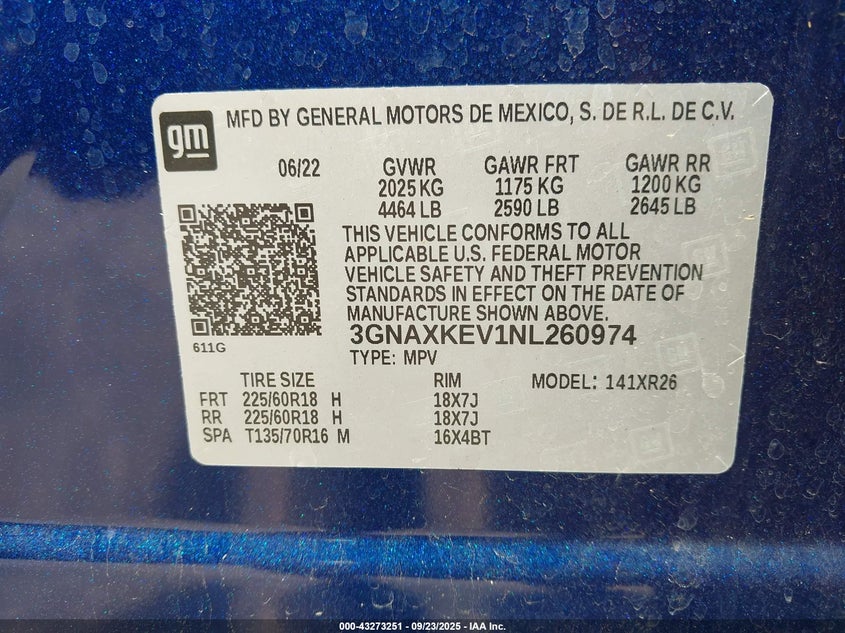 gm
MFD BY GENERAL MOTORS DE MEXICO, S. DE R.L. DE C.V.
06/22 GVWR GAWR FRT GAWR RR
2025 KG 1175 KG 1200 KG
4464 LB 2590 LB 2645 LB
THIS VEHICLE CONFORMS TO ALL
APPLICABLE U.S. FEDERAL MOTOR
VEHICLE SAFETY AND THEFT PREVENTION
STANDARDS IN EFFECT ON THE DATE OF
MANUFACTURE SHOWN ABOVE.
3GNAXKEV1NL260974
611G
TYPE: MPV
TIRE SIZE RIM MODEL: 141XR26
FRT 225/60R18 H 18X7J
RR 225/60R18 H 18X7J
SPA T135/70R16 M 16X4BT
000-43273251 - 09/23/2025 - IAA Inc.